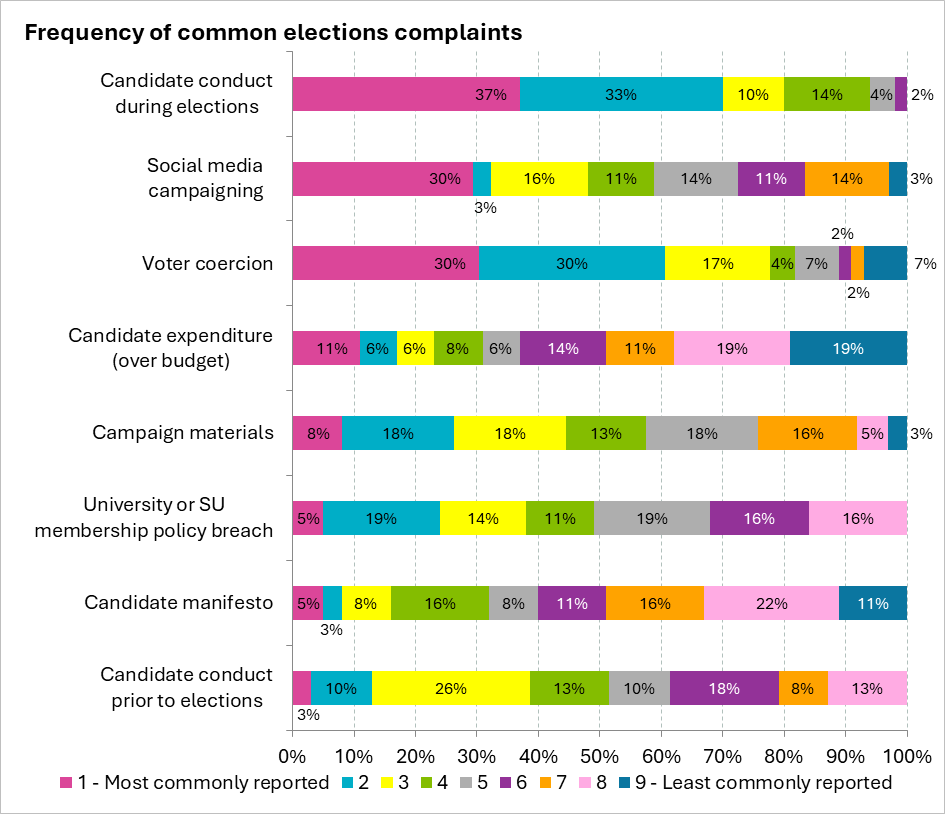 Frequency of common elections complaints
Candidate conduct
during elections
37% 33% 10% 14% 4% 2%
Social media
campaigning
30% 16% 11% 14% 11% 14% 3%
3%
2%
Voter coercion
30% 30% 17% 4% 7% 7%
2%
Candidate expenditure
(over budget)
11% 6% 6% 8% 6% 14% 11% 19% 19%
Campaign materials
8% 18% 18% 13% 18% 16% 5% 3%
University or SU
membership policy breach
5% 19% 14% 11% 19% 16% 16%
Candidate manifesto
5% 8% 16% 8% 11% 16% 22% 11%
3%
Candidate conduct
prior to elections
10% 26% 13% 10% 18% 8% 13%
3%
0% 10% 20% 30% 40% 50% 60% 70% 80% 90% 100%
1 - Most commonly reported 2 3 4 5 6 7 8 9 - Least commonly reported